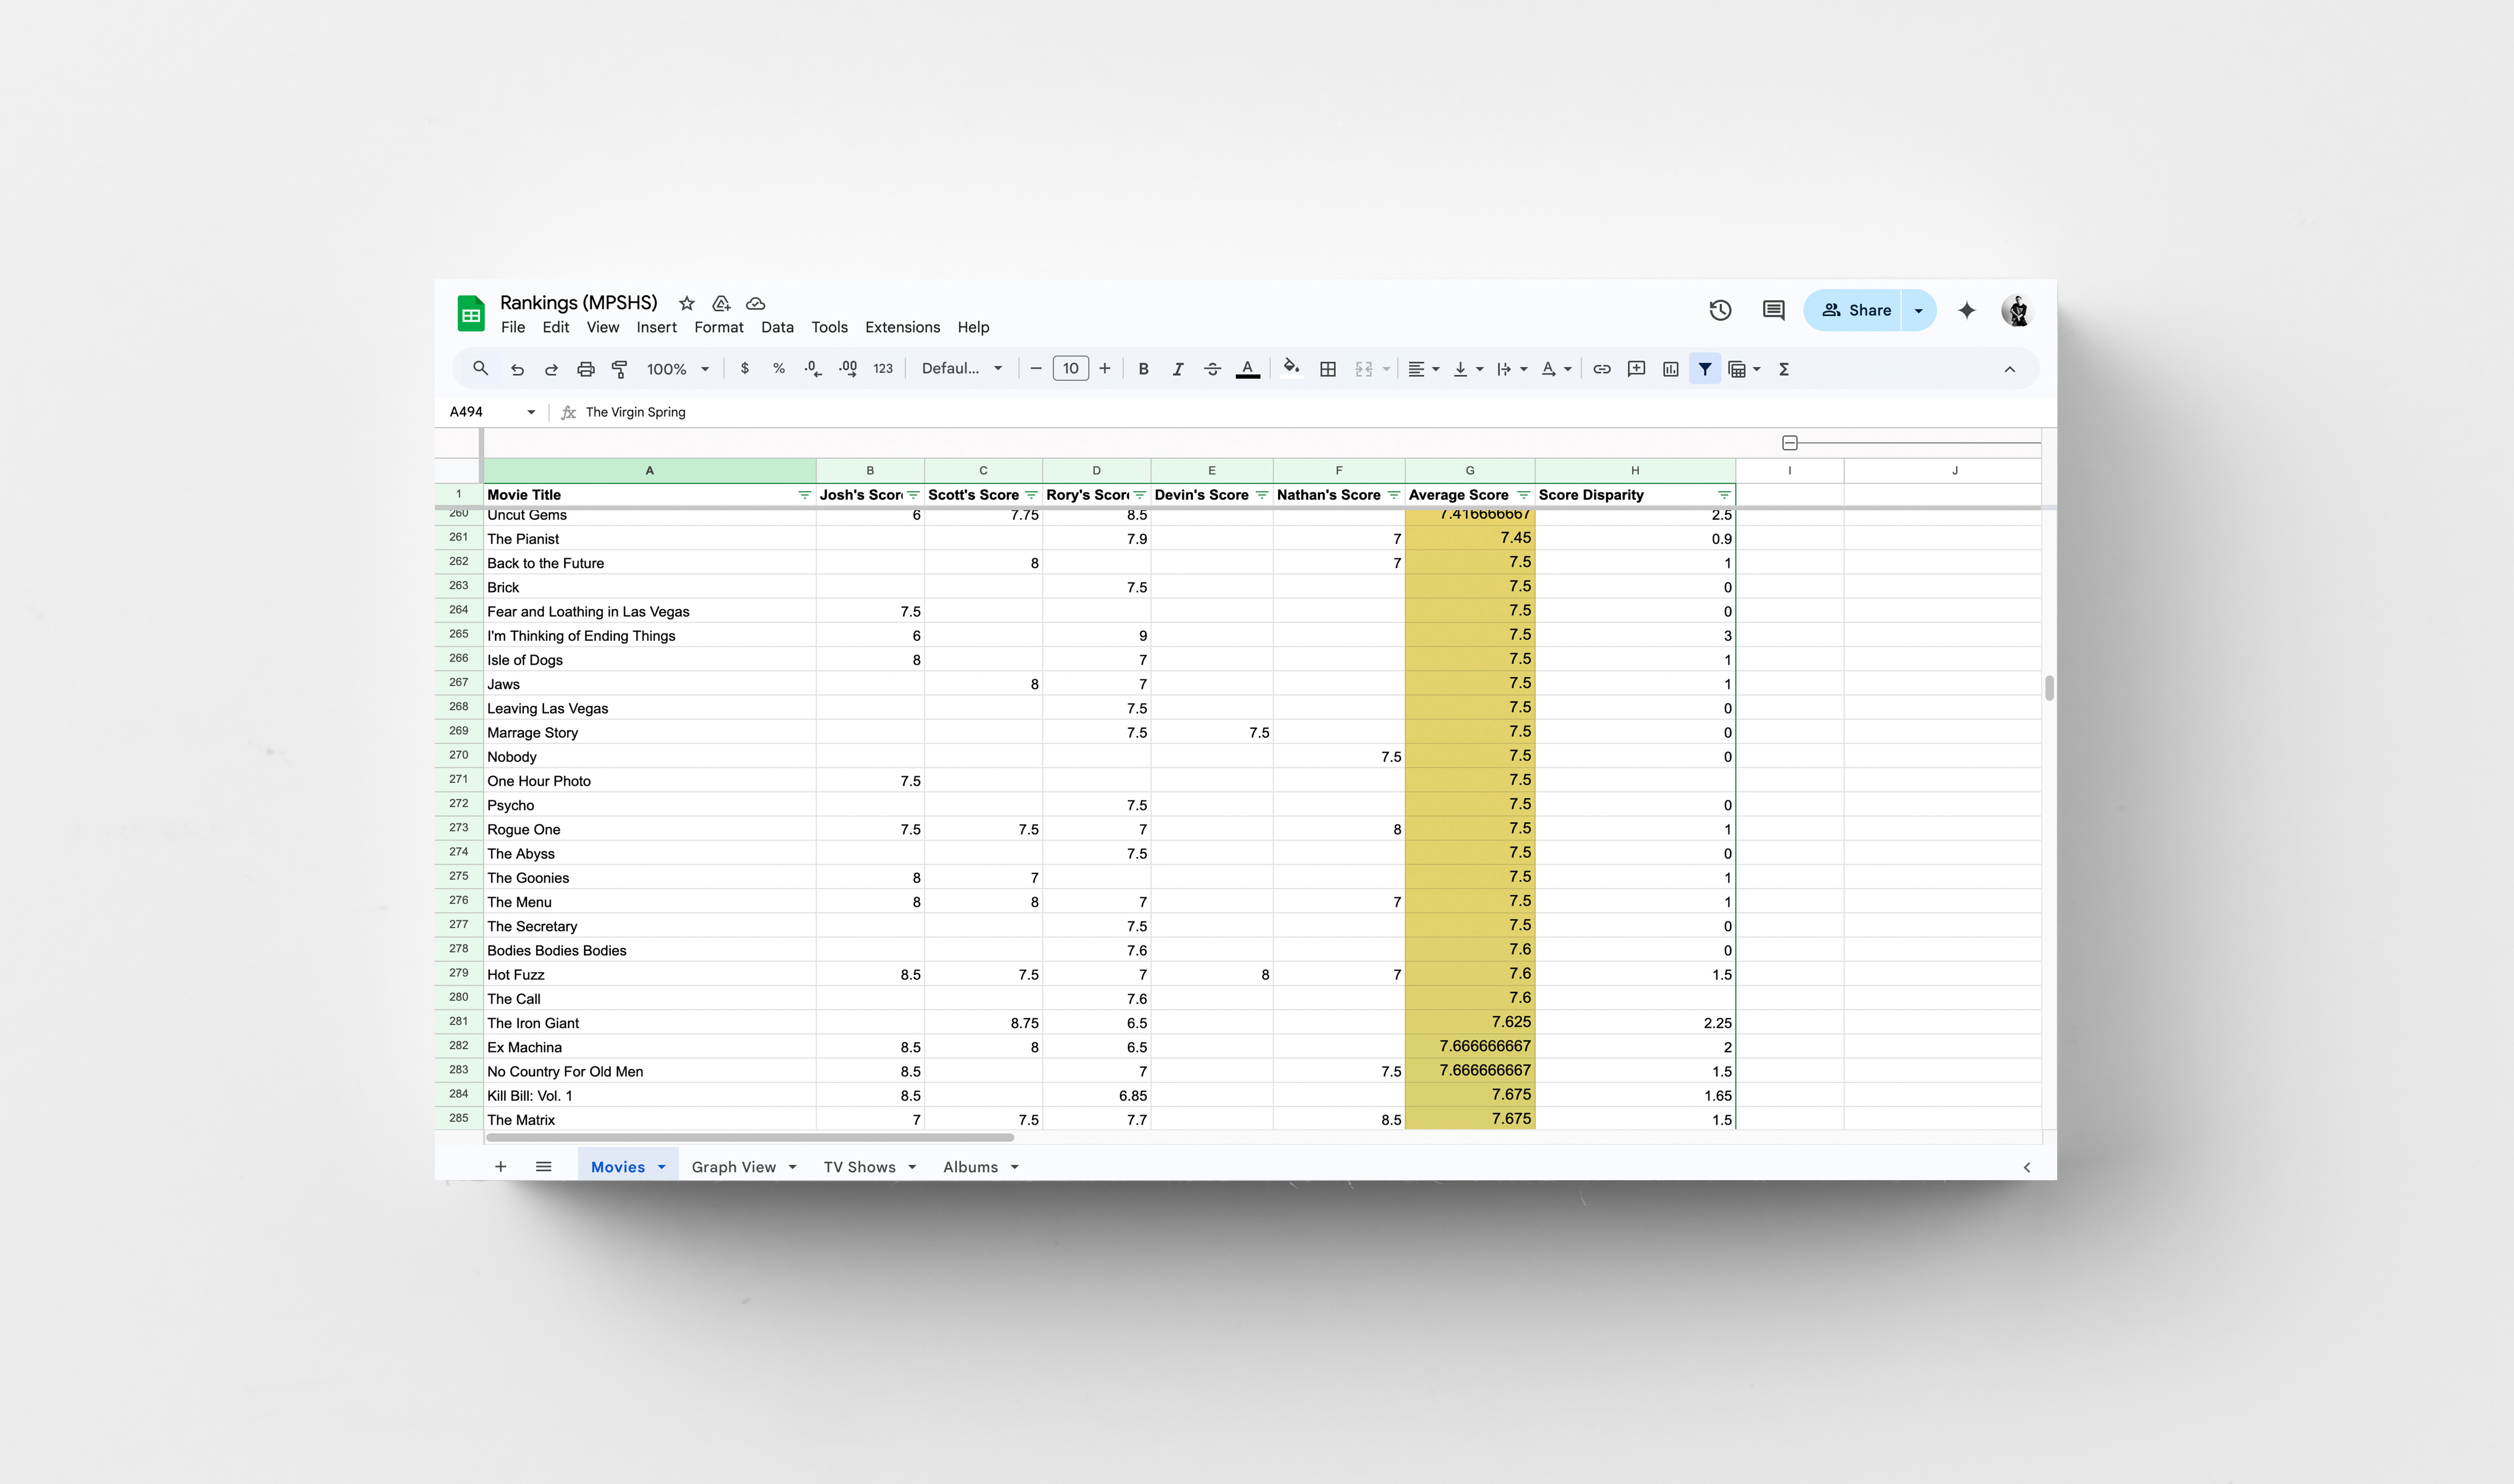 Rankings (MPSHS)
File Edit View Insert Format Data Tools Extensions Help
Share
100% $ % .0 .00 123 Defaul... 10 B I A A Σ
A494 fx The Virgin Spring
A B C D E F G H I J
1 Movie Title Josh's Scor Scott's Score Rory's Scor Devin's Score Nathan's Score Average Score Score Disparity
260 Uncut Gems 6 7.75 8.5 7.416666667 2.5
261 The Pianist 7.9 7 7.45 0.9
262 Back to the Future 8 7 7.5 1
263 Brick 7.5 7.5 0
264 Fear and Loathing in Las Vegas 7.5 7.5 0
265 I'm Thinking of Ending Things 6 9 7.5 3
266 Isle of Dogs 8 7 7.5 1
267 Jaws 8 7 7.5 1
268 Leaving Las Vegas 7.5 7.5 0
269 Marrage Story 7.5 7.5 7.5 0
270 Nobody 7.5 7.5 0
271 One Hour Photo 7.5 7.5
272 Psycho 7.5 7.5 0
273 Rogue One 7.5 7.5 7 8 7.5 1
274 The Abyss 7.5 7.5 0
275 The Goonies 8 7 7.5 1
276 The Menu 8 8 7 7 7.5 1
277 The Secretary 7.5 7.5 0
278 Bodies Bodies Bodies 7.6 7.6 0
279 Hot Fuzz 8.5 7.5 7 8 7 7.6 1.5
280 The Call 7.6 7.6
281 The Iron Giant 8.75 6.5 7.625 2.25
282 Ex Machina 8.5 8 6.5 7.666666667 2
283 No Country For Old Men 8.5 7 7.5 7.666666667 1.5
284 Kill Bill: Vol. 1 8.5 6.85 7.675 1.65
285 The Matrix 7 7.5 7.7 8.5 7.675 1.5
Movies Graph View TV Shows Albums